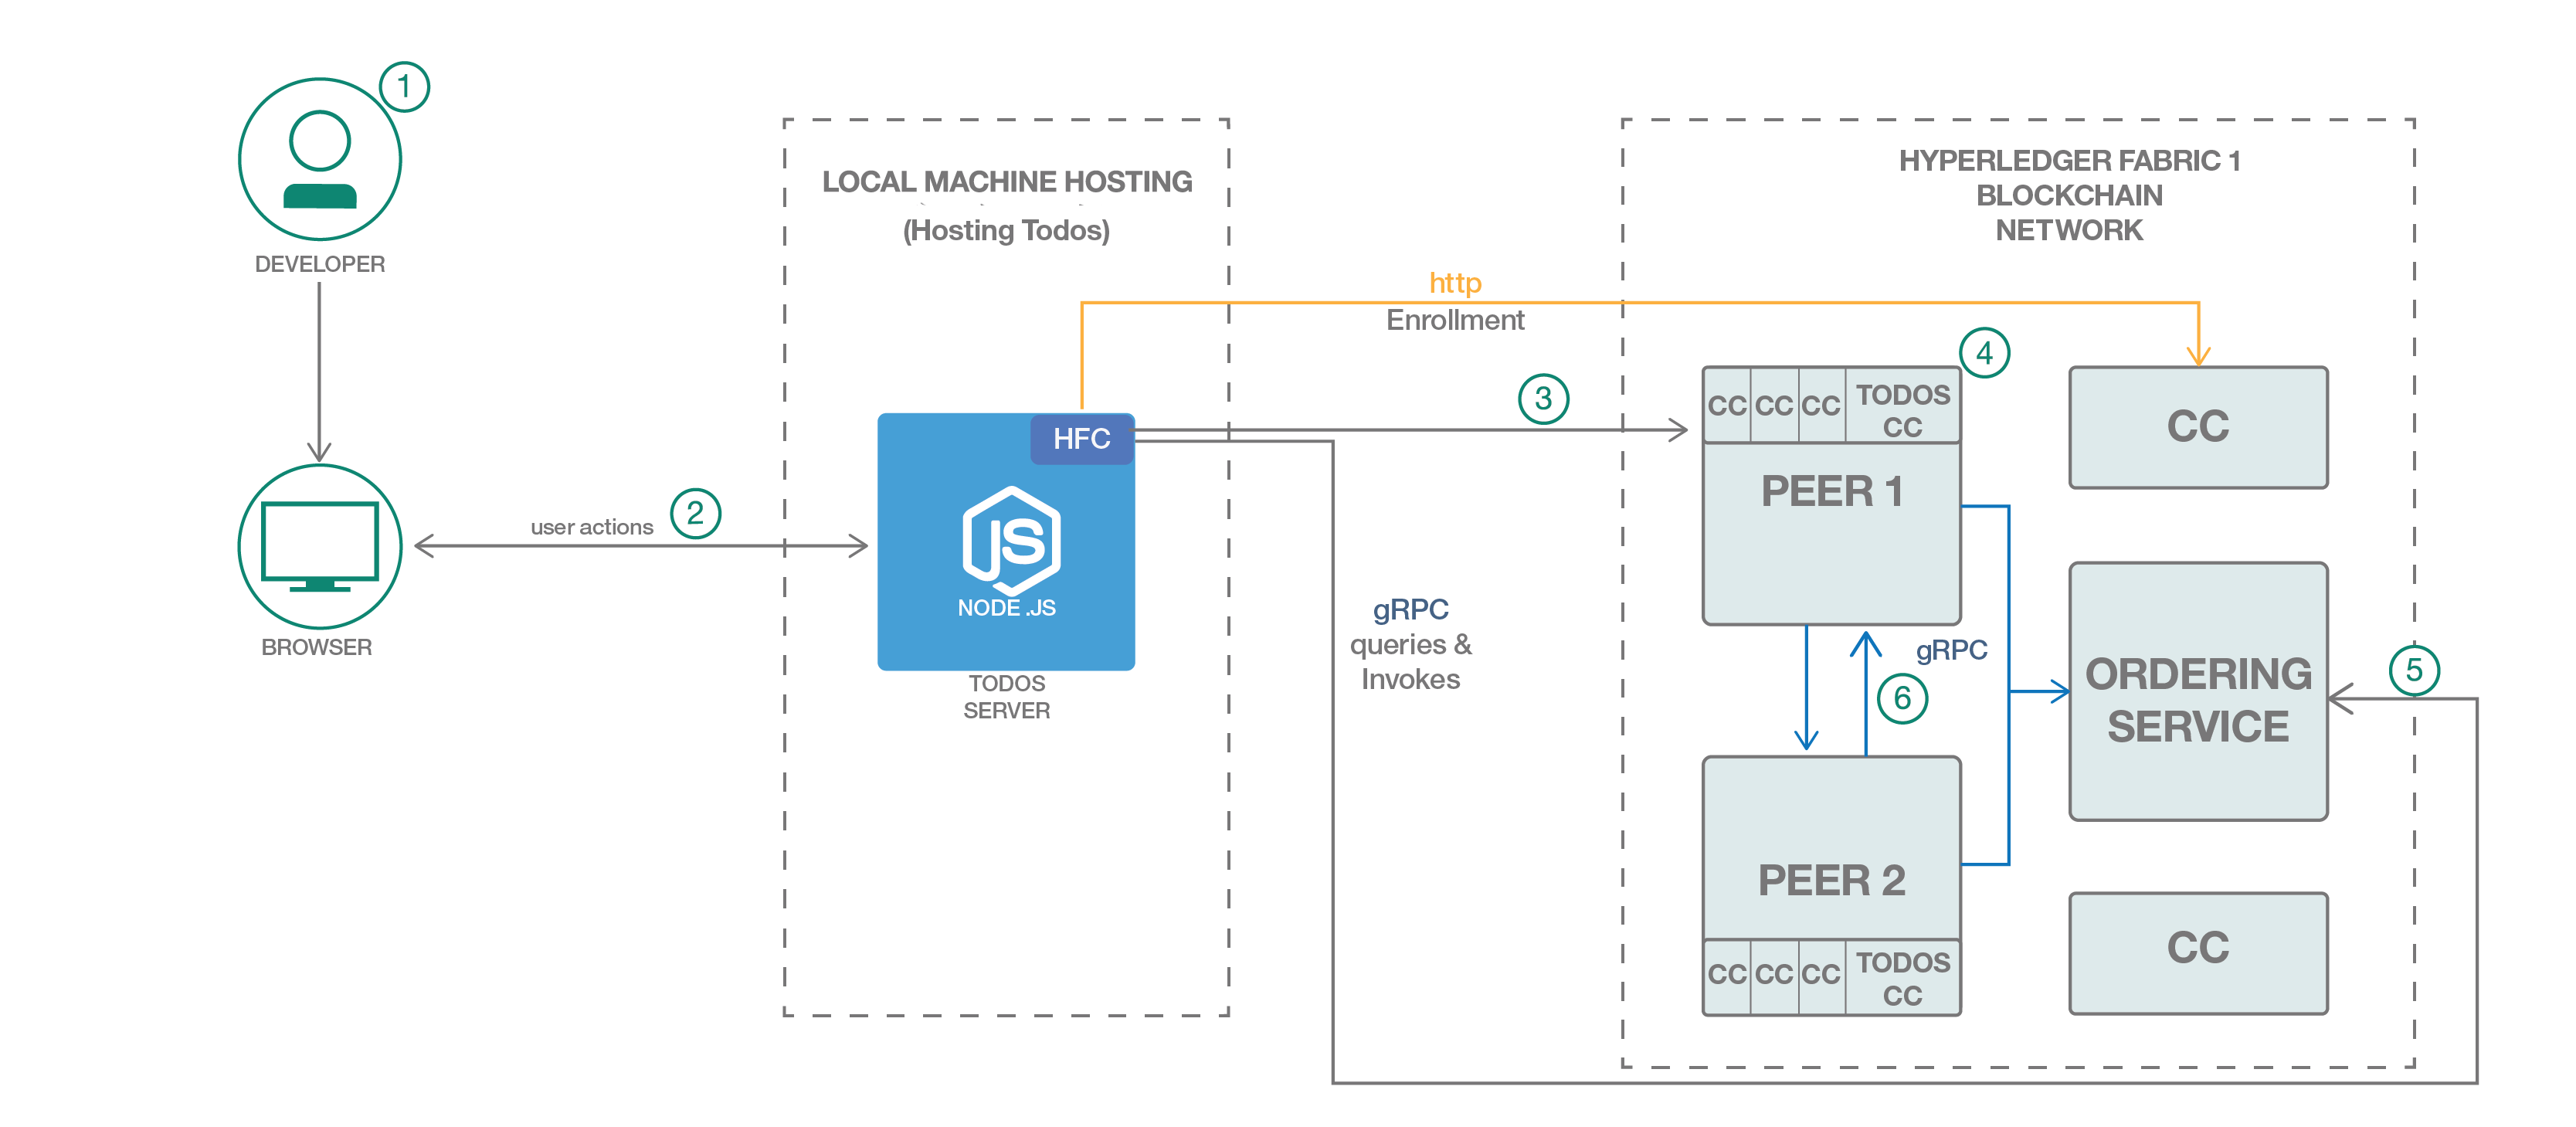 1
DEVELOPER
BROWSER
user actions
2
LOCAL MACHINE HOSTING
(Hosting Todos)
HFC
JS
NODE .JS
TODOS
SERVER
http
Enrollment
3
gRPC
queries &
Invokes
HYPERLEDGER FABRIC 1
BLOCKCHAIN
NETWORK
4
CC CC CC TODOS
CC
PEER 1
CC
gRPC
6
ORDERING
SERVICE
5
PEER 2
CC CC CC TODOS
CC
CC